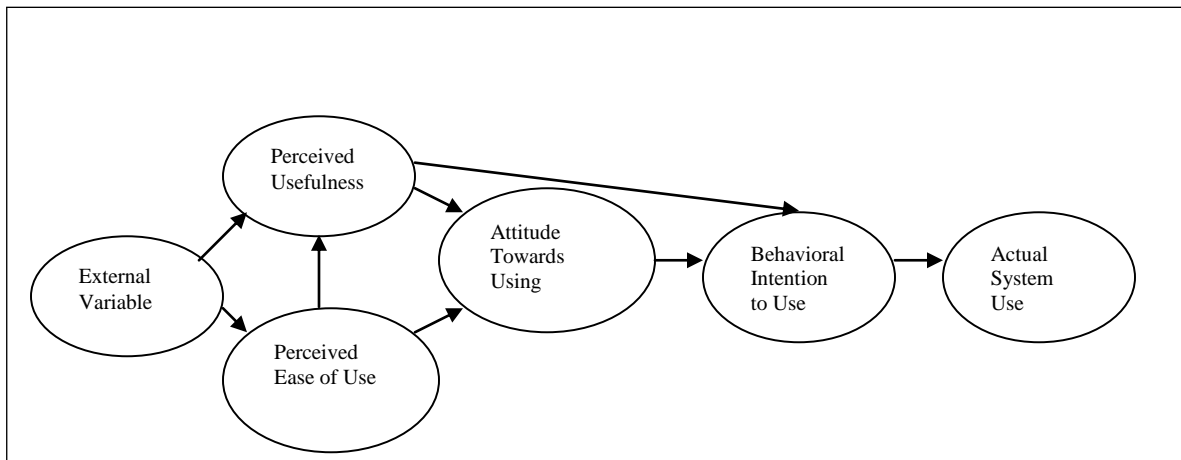 Perceived
Usefulness
External
Variable
Perceived
Ease of Use
Attitude
Towards
Using
Behavioral
Intention
to Use
Actual
System
Use